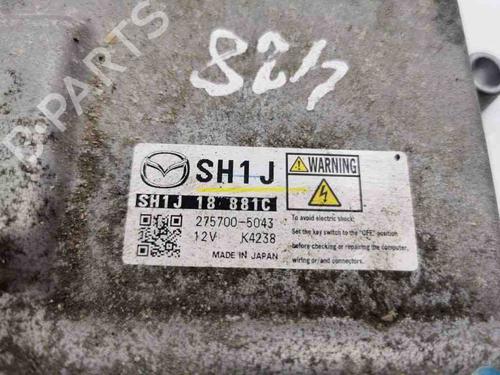 428
SH1J
SH1J 18 881C
275700-5043
12V K4238
MADE IN JAPAN
WARNING
To avoid electric shock:
Set the key switch to the "OFF" position
before checking or repairing the computer,
wiring or/and connectors.
B-PARTS